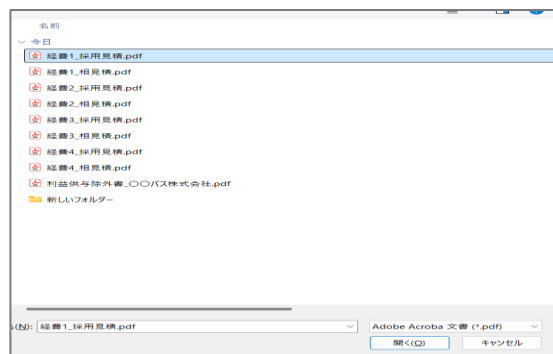 名前
今日
経費1_採用見積.pdf
経費1_相見積.pdf
経費2_採用見積.pdf
経費2_相見積.pdf
経費3_採用見積.pdf
経費3_相見積.pdf
経費4_採用見積.pdf
経費4_相見積.pdf
利益供与除外書_〇〇バス株式会社.pdf
新しいフォルダー
(N): 経費1_採用見積.pdf Adobe Acroba 文書 (*.pdf)
開く(O) キャンセル